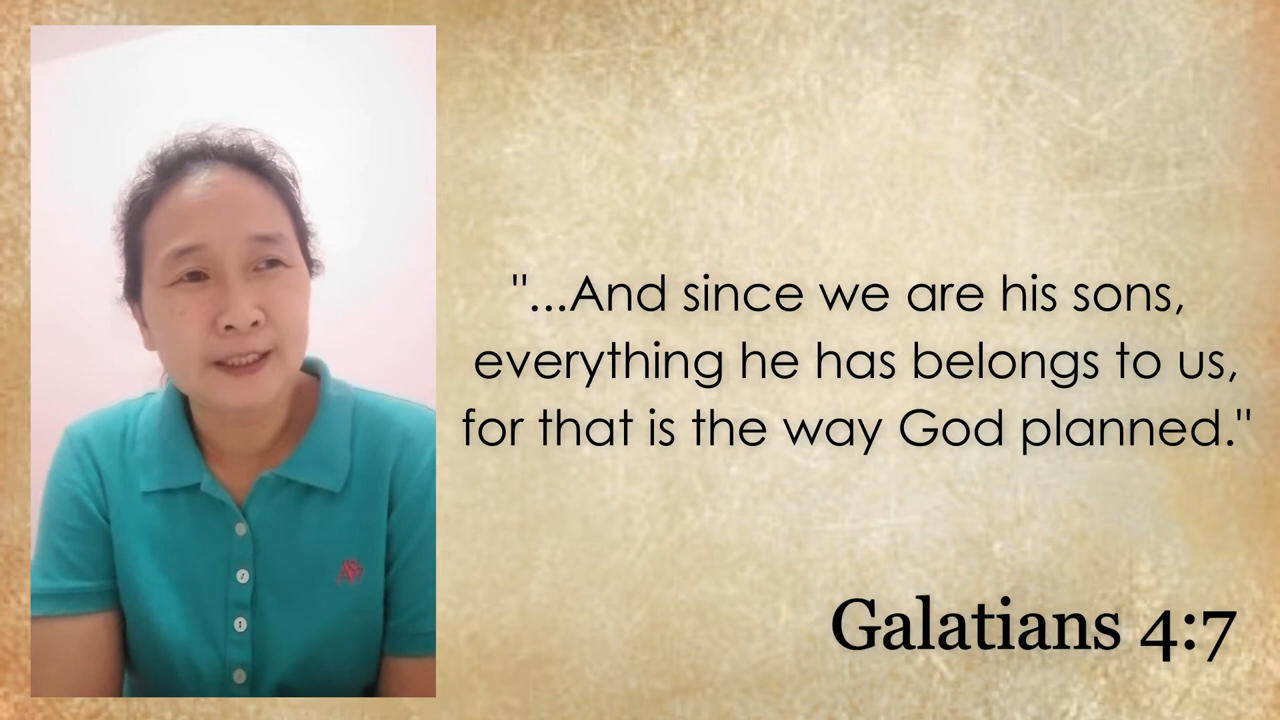 "...And since we are his sons,
everything he has belongs to us,
for that is the way God planned."
Galatians 4:7